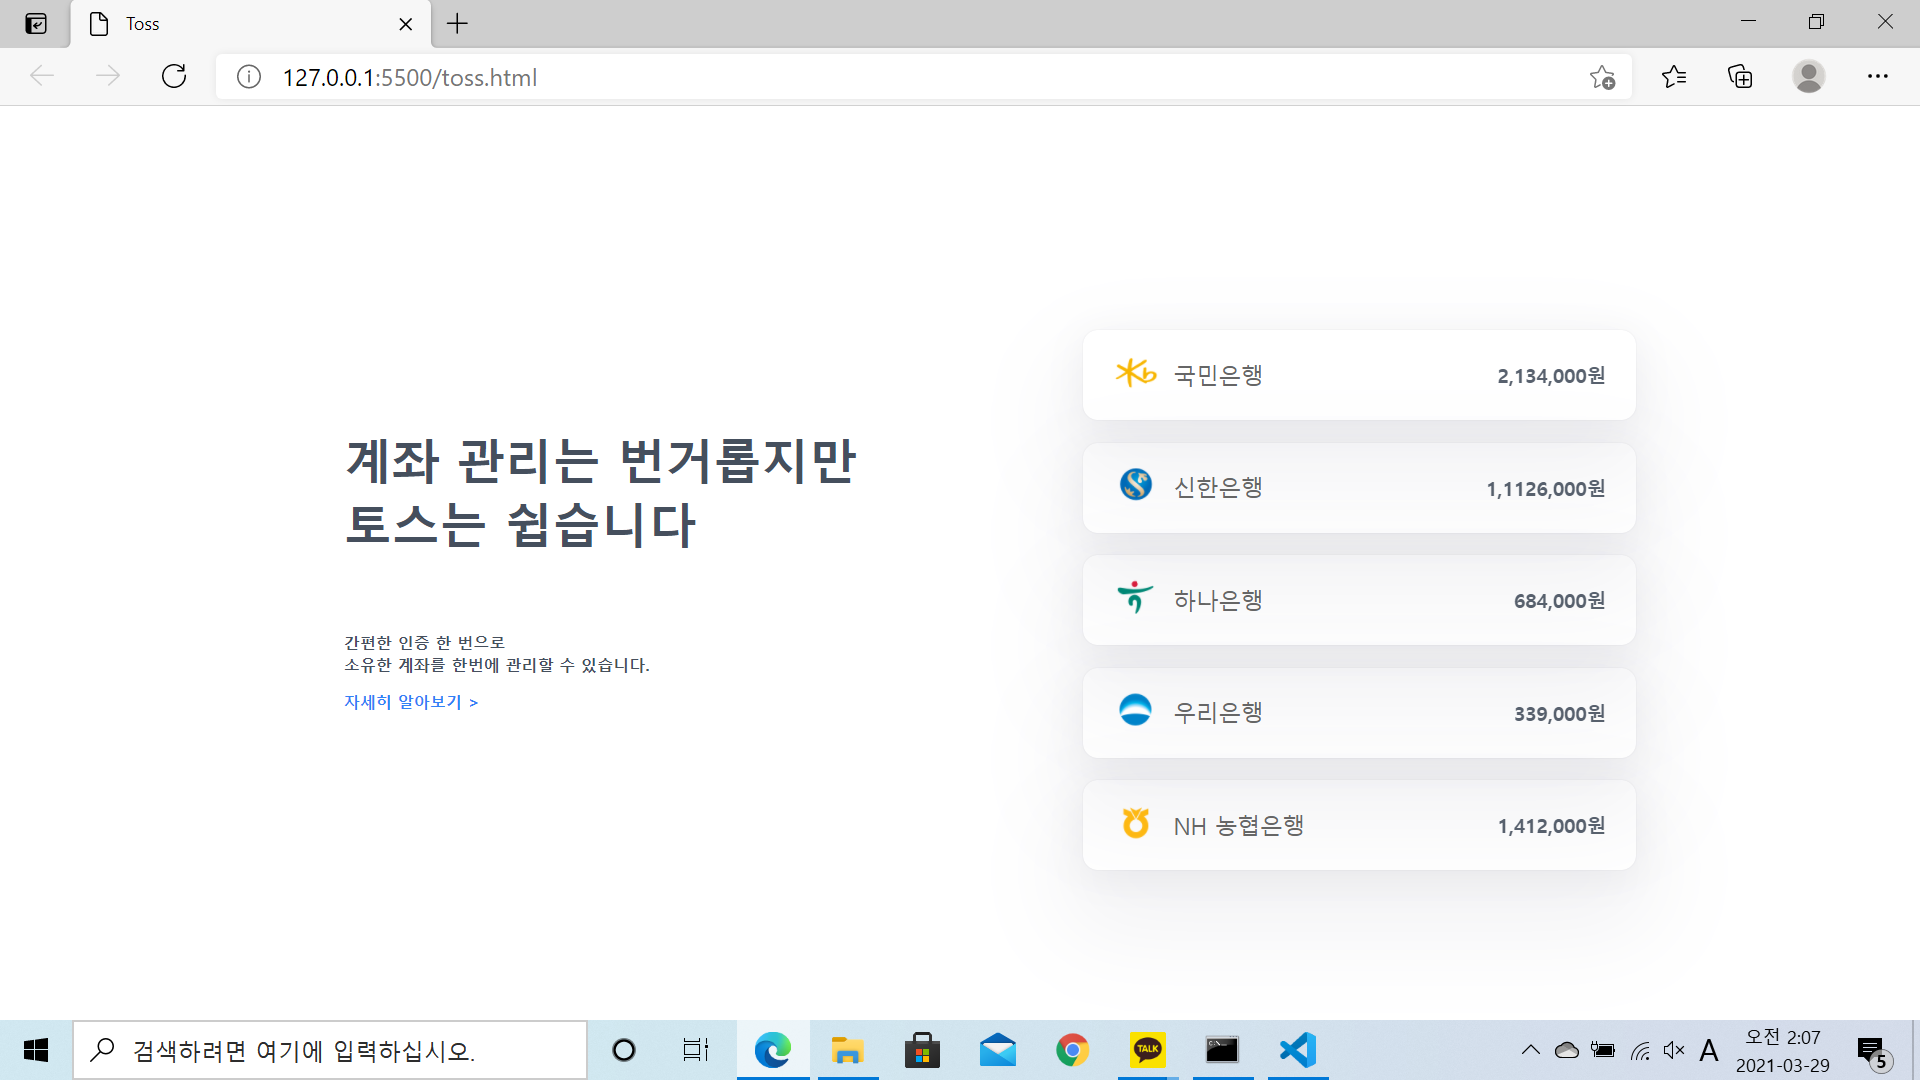 Toss
127.0.0.1:5500/toss.html
계좌 관리는 번거롭지만
토스는 쉽습니다
간편한 인증 한 번으로
소유한 계좌를 한번에 관리할 수 있습니다.
자세히 알아보기 >
국민은행 2,134,000원
신한은행 1,1126,000원
하나은행 684,000원
우리은행 339,000원
NH 농협은행 1,412,000원
검색하려면 여기에 입력하십시오.
TALK
A
오전 2:07
2021-03-29
5